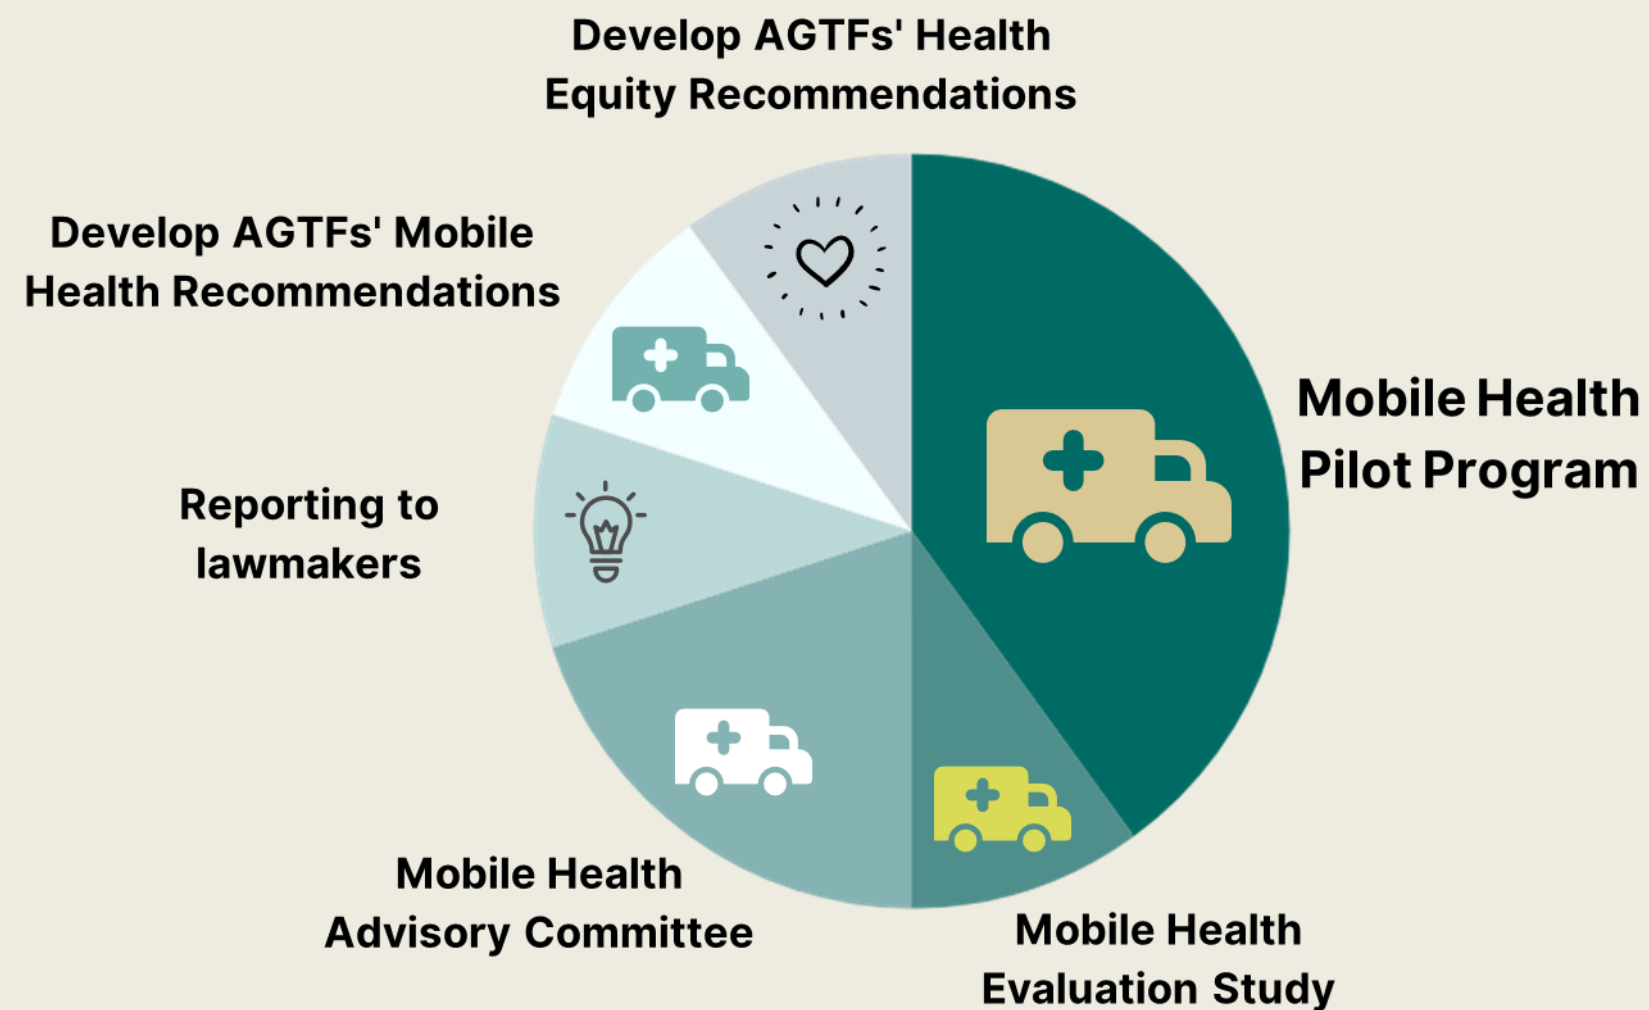 Develop AGTFs' Health
Equity Recommendations
Develop AGTFs' Mobile
Health Recommendations
Mobile Health
Pilot Program
Reporting to
lawmakers
Mobile Health
Advisory Committee
Mobile Health
Evaluation Study